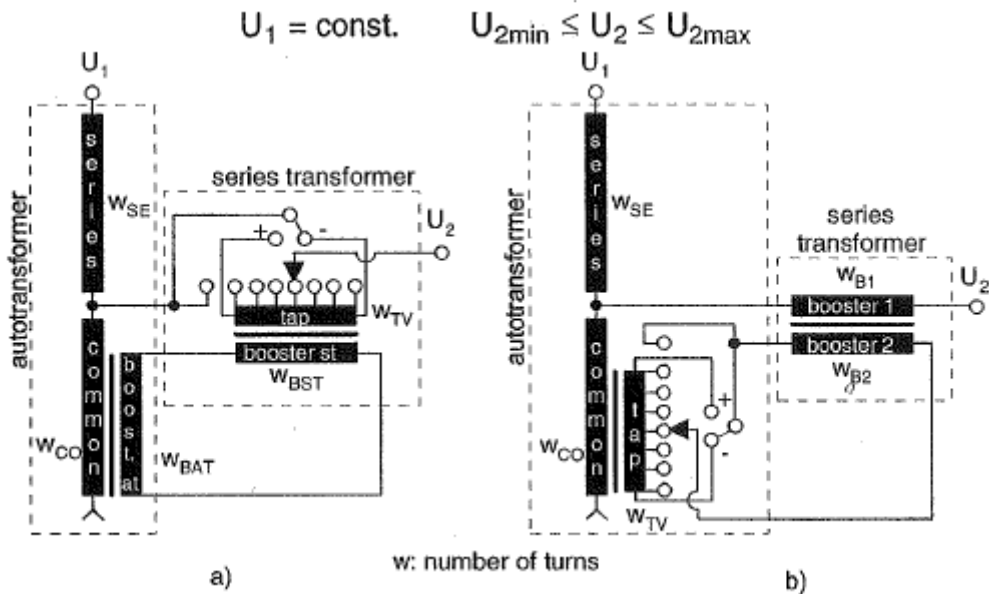 U₁ = const. U₂min ≤ U₂ ≤ U₂max
U₁
autotransformer
series
wSE
common
wCO
boost, at
wBAT
series transformer
+
-
U₂
tap
wTV
booster st
wBST
a)
U₁
autotransformer
series
wSE
common
wCO
tap
wTV
+
-
series
transformer
wB1
booster 1
U₂
booster 2
wB2
b)
w: number of turns